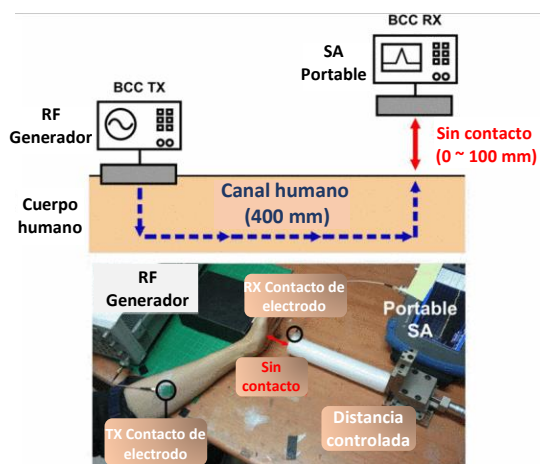 BCC RX
SA
Portable
BCC TX
RF
Generador
Sin contacto
(0 ~ 100 mm)
Canal humano
(400 mm)
Cuerpo
humano
RF
Generador
RX Contacto de
electrodo
Portable
SA
Sin
contacto
Distancia
controlada
TX Contacto de
electrodo